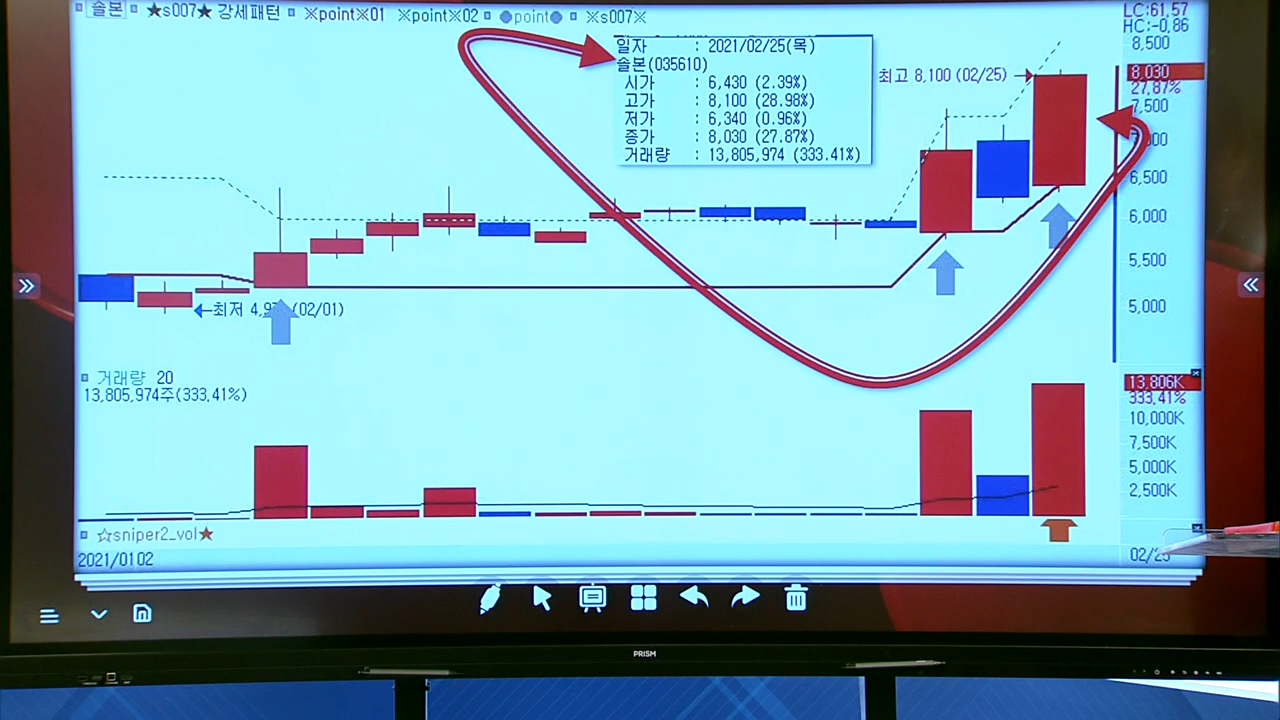 솔본 ★s007★ 강세패턴 ※point※01 ※point※02 ●point● ※s007※
LC:61.57
HC:-0.86
일자 : 2021/02/25(목)
솔본(035610)
시가 : 6,430 (2.39%)
고가 : 8,100 (28.98%)
저가 : 6,340 (0.96%)
종가 : 8,030 (27.87%)
거래량 : 13,805,974 (333.41%)
최고 8,100 (02/25)
8,500
8,030
27.87%
7,500
6,500
6,000
5,500
5,000
최저 (02/01)
거래량 20
13,805,974주(333.41%)
13,806K
333.41%
10,000K
7,500K
5,000K
2,500K
☆sniper2_vol★
2021/01 02
PRISM